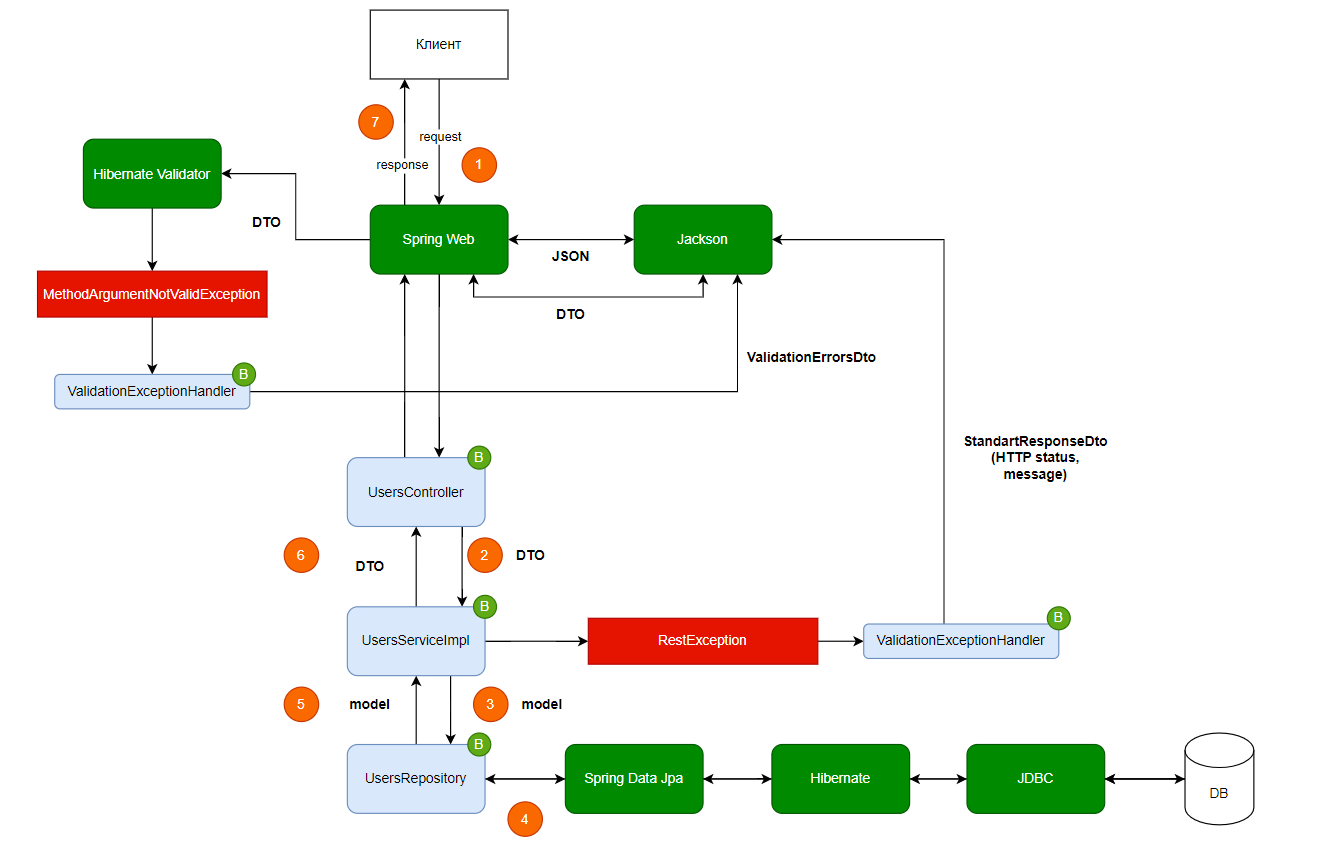 Клиент
7
request
response
1
Hibernate Validator
DTO
Spring Web
Jackson
JSON
DTO
MethodArgumentNotValidException
ValidationErrorsDto
B
ValidationExceptionHandler
StandartResponseDto
(HTTP status,
message)
B
UsersController
6
DTO
2
DTO
B
UsersServiceImpl
RestException
B
ValidationExceptionHandler
5
model
3
model
B
UsersRepository
Spring Data Jpa
Hibernate
JDBC
DB
4